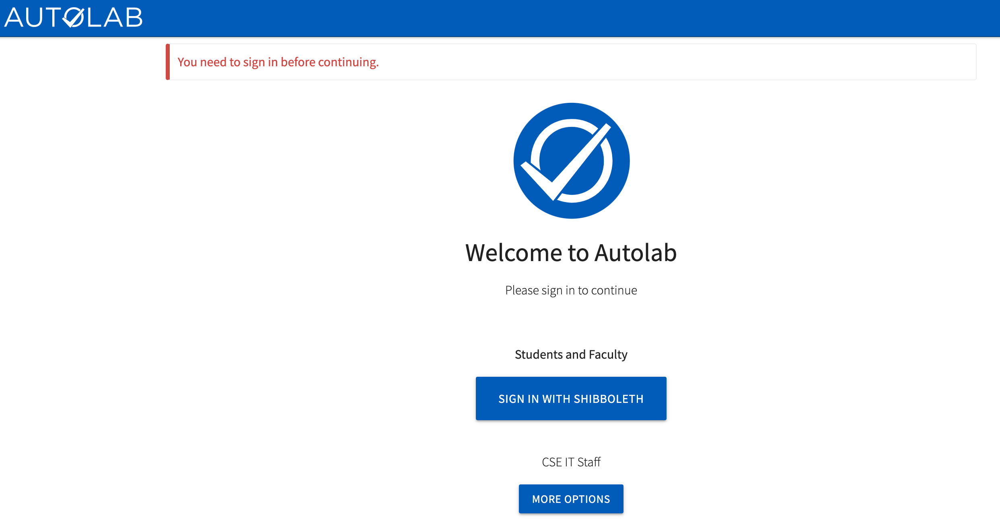 AUTOLAB
You need to sign in before continuing.
Welcome to Autolab
Please sign in to continue
Students and Faculty
SIGN IN WITH SHIBBOLETH
CSE IT Staff
MORE OPTIONS